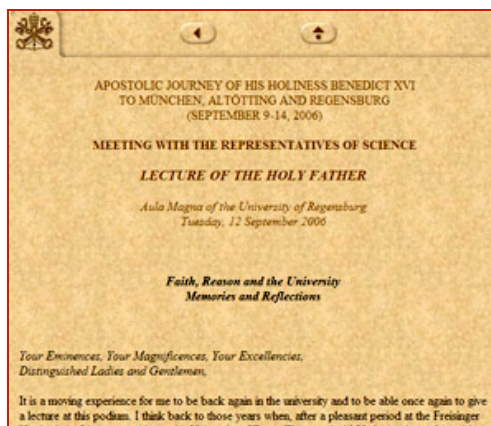 APOSTOLIC JOURNEY OF HIS HOLINESS BENEDICT XVI
TO MÜNCHEN, ALTÖTTING AND REGENSBURG
(SEPTEMBER 9-14, 2006)
MEETING WITH THE REPRESENTATIVES OF SCIENCE
LECTURE OF THE HOLY FATHER
Aula Magna of the University of Regensburg
Tuesday, 12 September 2006
Faith, Reason and the University
Memories and Reflections
Your Eminences, Your Magnificences, Your Excellencies,
Distinguished Ladies and Gentlemen,
It is a moving experience for me to be back again in the university and to be able once again to give
a lecture at this podium. I think back to those years when, after a pleasant period at the Freisinger